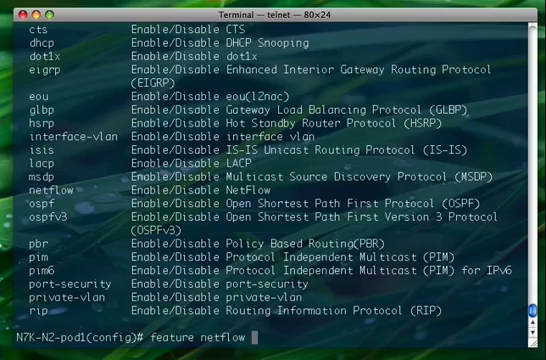 Terminal — telnet — 80×24
cts Enable/Disable CTS
dhcp Enable/Disable DHCP Snooping
dot1x Enable/Disable dot1x
eigrp Enable/Disable Enhanced Interior Gateway Routing Protocol
(EIGRP)
eou Enable/Disable eou(l2nac)
glbp Enable/Disable Gateway Load Balancing Protocol (GLBP)
hsrp Enable/Disable Hot Standby Router Protocol (HSRP)
interface-vlan Enable/Disable interface vlan
isis Enable/Disable IS-IS Unicast Routing Protocol (IS-IS)
lacp Enable/Disable LACP
msdp Enable/Disable Multicast Source Discovery Protocol (MSDP)
netflow Enable/Disable NetFlow
ospf Enable/Disable Open Shortest Path First Protocol (OSPF)
ospfv3 Enable/Disable Open Shortest Path First Version 3 Protocol
(OSPFv3)
pbr Enable/Disable Policy Based Routing(PBR)
pim Enable/Disable Protocol Independent Multicast (PIM)
pim6 Enable/Disable Protocol Independent Multicast (PIM) for IPv6
port-security Enable/Disable port-security
private-vlan Enable/Disable private-vlan
rip Enable/Disable Routing Information Protocol (RIP)
N7K-N2-pod1(config)# feature netflow